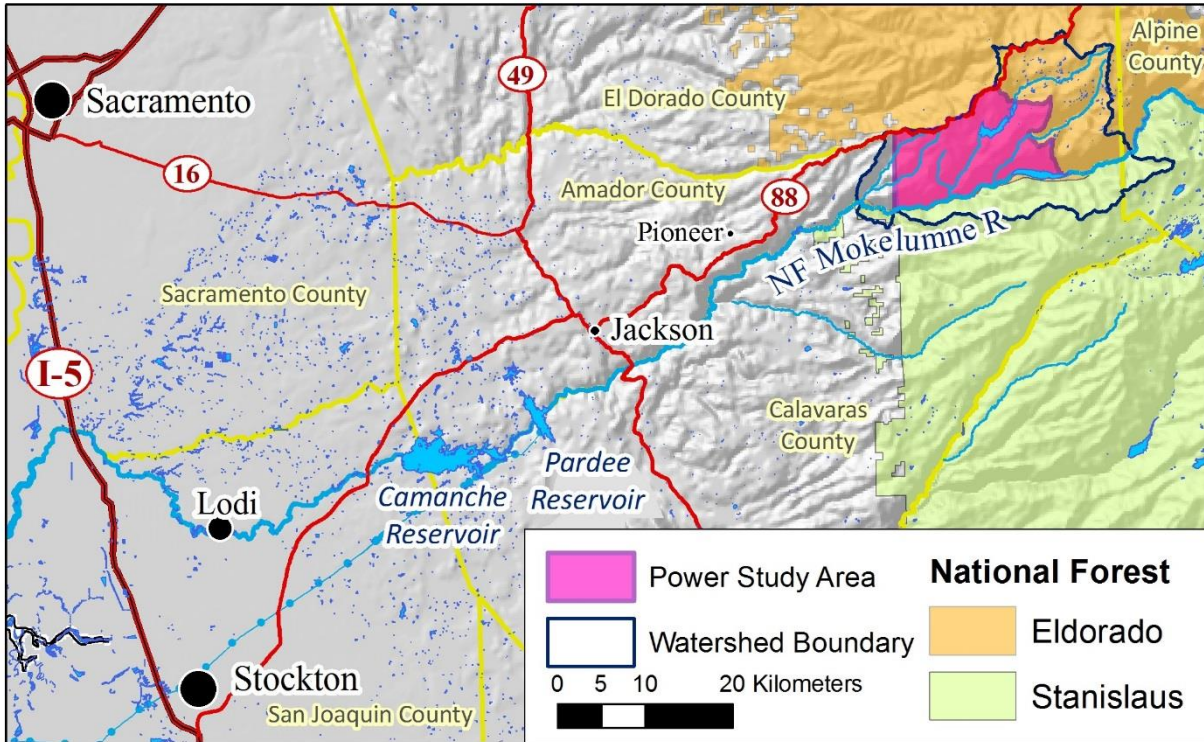 Sacramento
49
El Dorado County
Alpine
County
16
Amador County
88
Pioneer
NF Mokelumne R
Sacramento County
Jackson
I-5
Calavaras
County
Lodi
Camanche
Reservoir
Pardee
Reservoir
Stockton
San Joaquin County
Power Study Area
Watershed Boundary
0 5 10 20 Kilometers
National Forest
Eldorado
Stanislaus